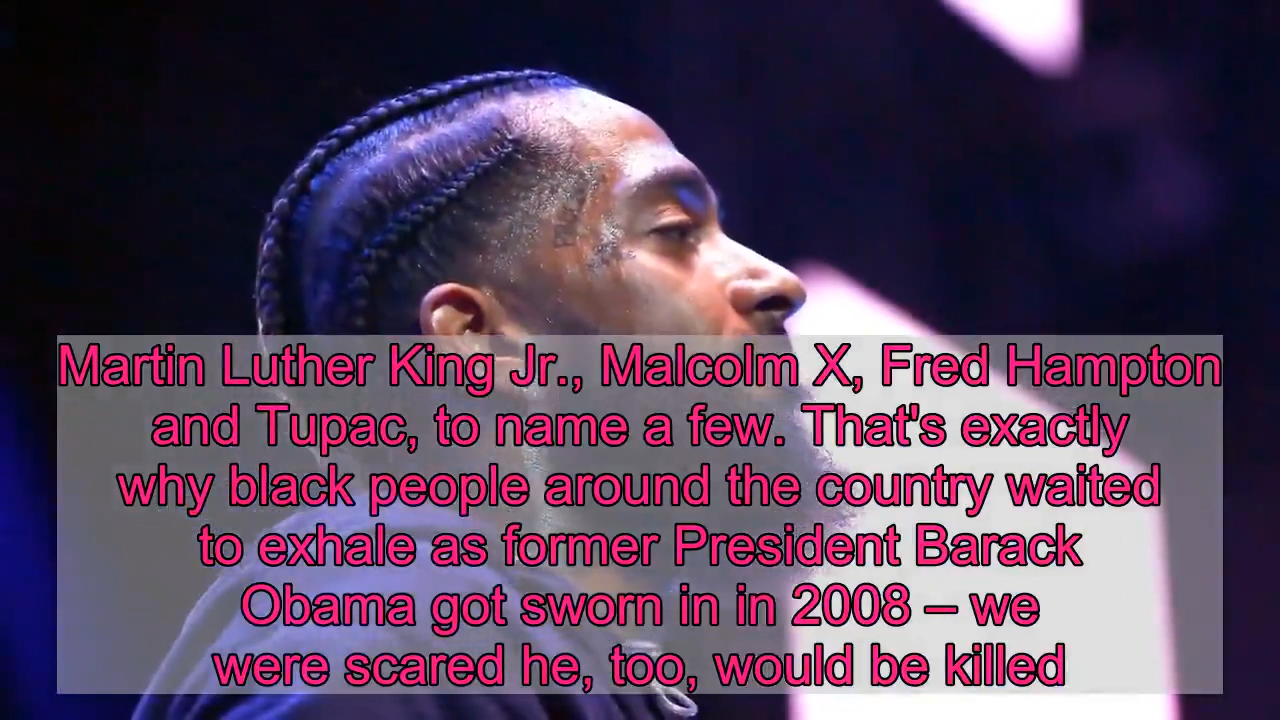 Martin Luther King Jr., Malcolm X, Fred Hampton
and Tupac, to name a few. That's exactly
why black people around the country waited
to exhale as former President Barack
Obama got sworn in in 2008 – we
were scared he, too, would be killed